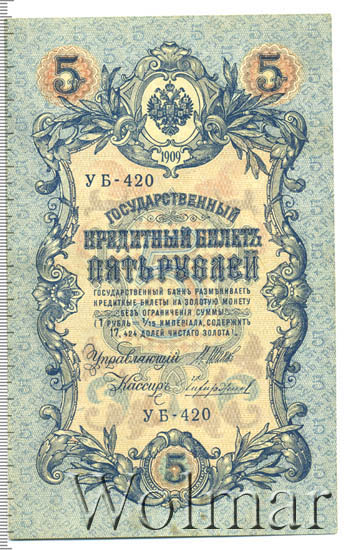 5 5
1909
УБ-420
ГОСУДАРСТВЕННЫЙ
КРЕДИТНЫЙ БИЛЕТЪ
ПЯТЬ РУБЛЕЙ
ГОСУДАРСТВЕННЫЙ БАНКЪ РАЗМѢНИВАЕТЪ
КРЕДИТНЫЕ БИЛЕТЫ НА ЗОЛОТУЮ МОНЕТУ
БЕЗЪ ОГРАНИЧЕНІЯ СУММЫ
(1 РУБЛЬ = 1/15 ИМПЕРІАЛА, СОДЕРЖИТЪ
17,424 ДОЛЕЙ ЧИСТАГО ЗОЛОТА)
Управляющій
Кассиръ
УБ-420
5
Wolmar